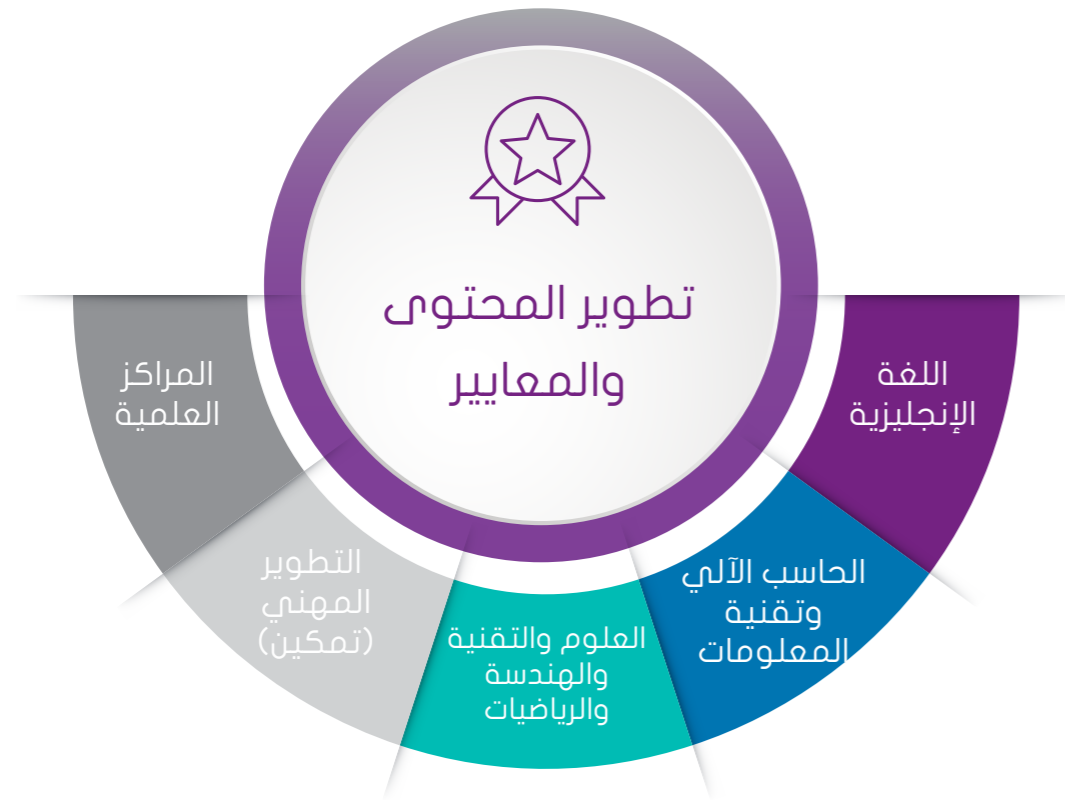 تطوير المحتوى
والمعايير
اللغة
الإنجليزية
الحاسب الآلي
وتقنية
المعلومات
العلوم والتقنية
والهندسة
والرياضيات
التطوير
المهني
(تمكين)
المراكز
العلمية